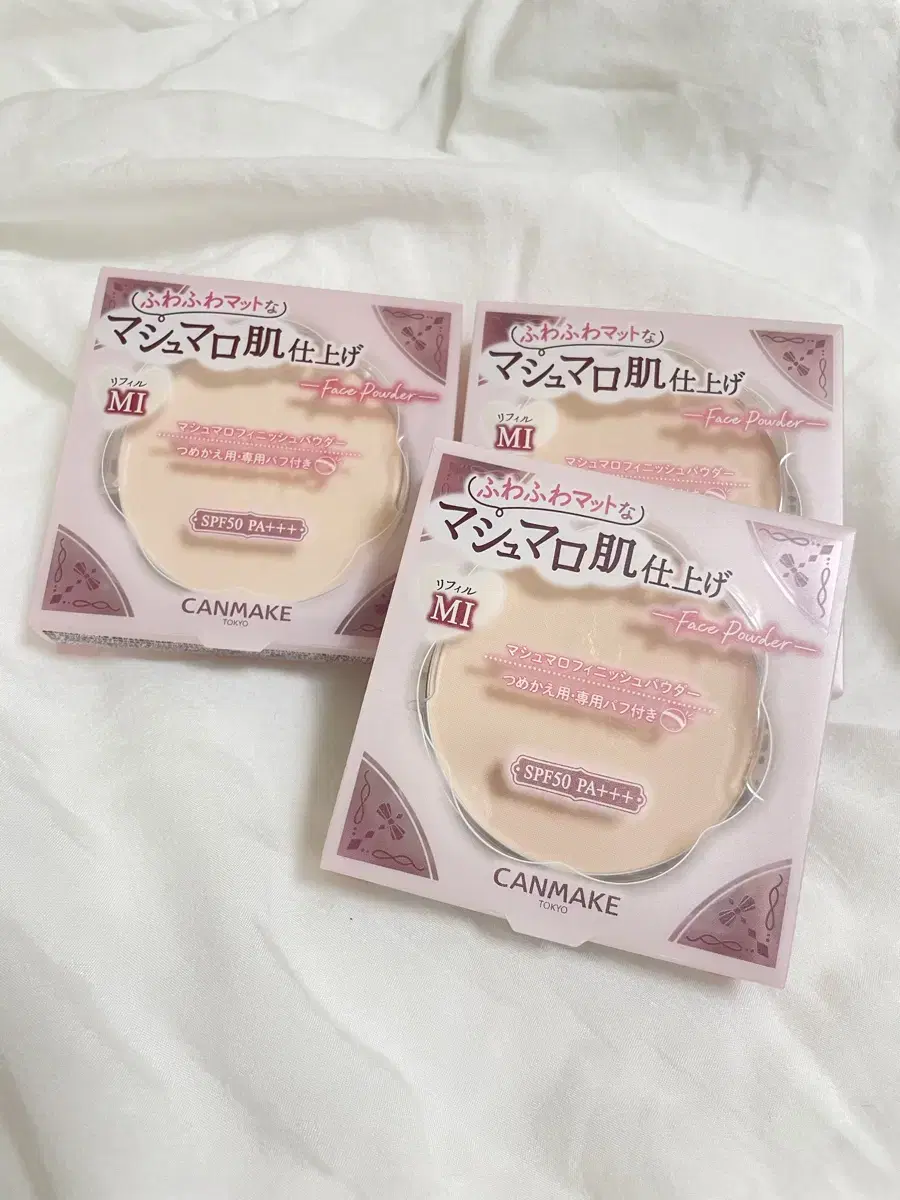 ふわふわマットな
マシュマロ肌仕上げ
Face Powder
リフィル
MI
マシュマロフィニッシュパウダー
つめかえ用・専用パフ付き
SPF50 PA+++
CANMAKE
TOKYO
ふわふわマットな
マシュマロ肌仕上げ
Face Powder
リフィル
MI
マシュマロフィニッシュパウダー
ふわふわマットな
マシュマロ肌仕上げ
Face Powder
リフィル
MI
マシュマロフィニッシュパウダー
つめかえ用・専用パフ付き
SPF50 PA+++
CANMAKE
TOKYO